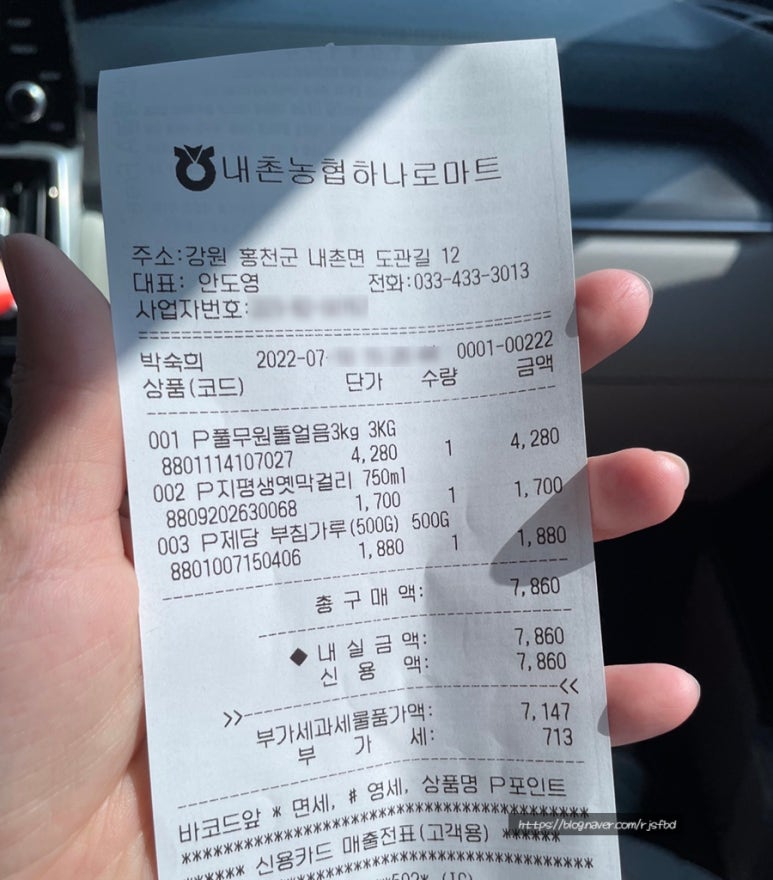 내촌농협하나로마트
주소:강원 홍천군 내촌면 도관길 12
대표: 안도영 전화:033-433-3013
사업자번호:
박숙희 2022-07 0001-00222
상품(코드) 단가 수량 금액
001 P풀무원돌얼음3kg 3KG
8801114107027 4,280 1 4,280
002 P지평생옛막걸리 750ml
8809202630068 1,700 1 1,700
003 P제당 부침가루(500G) 500G
8801007150406 1,880 1 1,880
총 구 매 액: 7,860
◆ 내 실 금 액: 7,860
신 용 액: 7,860
>>------------------------<<
부가세과세물품가액: 7,147
부 가 세: 713
바코드앞 * 면세, # 영세, 상품명 P포인트
****** 신용카드 매출전표(고객용) ******
https://blog.naver.com/rjsfbd